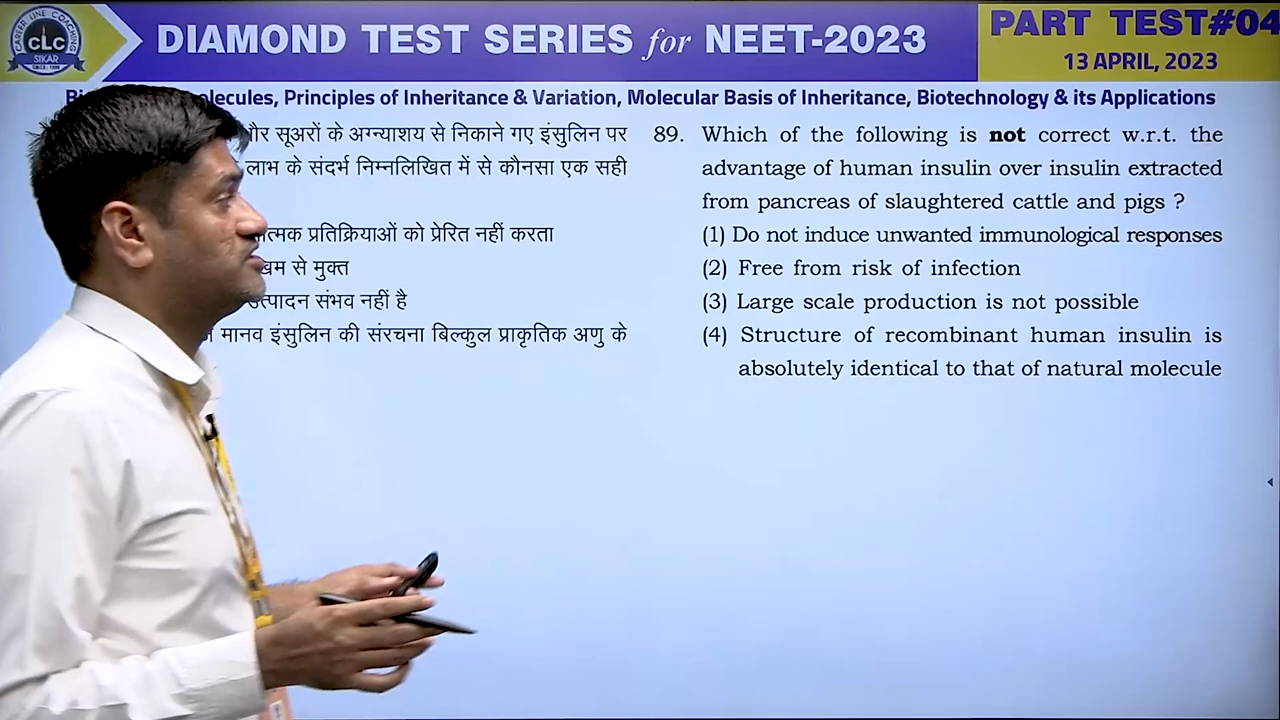 CAREER LINE COACHING
CLC
SIKAR
DIAMOND TEST SERIES for NEET-2023
PART TEST#04
13 APRIL, 2023
Principles of Inheritance & Variation, Molecular Basis of Inheritance, Biotechnology & its Applications
और सूअरों के अग्न्याशय से निकाने गए इंसुलिन पर
लाभ के संदर्भ निम्नलिखित में से कौनसा एक सही
प्रतिक्रियाओं को प्रेरित नहीं करता
से मुक्त
उत्पादन संभव नहीं है
मानव इंसुलिन की संरचना बिल्कुल प्राकृतिक अणु के
89. Which of the following is not correct w.r.t. the
advantage of human insulin over insulin extracted
from pancreas of slaughtered cattle and pigs ?
(1) Do not induce unwanted immunological responses
(2) Free from risk of infection
(3) Large scale production is not possible
(4) Structure of recombinant human insulin is
absolutely identical to that of natural molecule